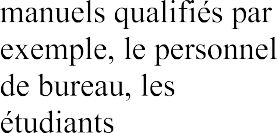 manuels qualifiés par
exemple, le personnel
de bureau, les
étudiants